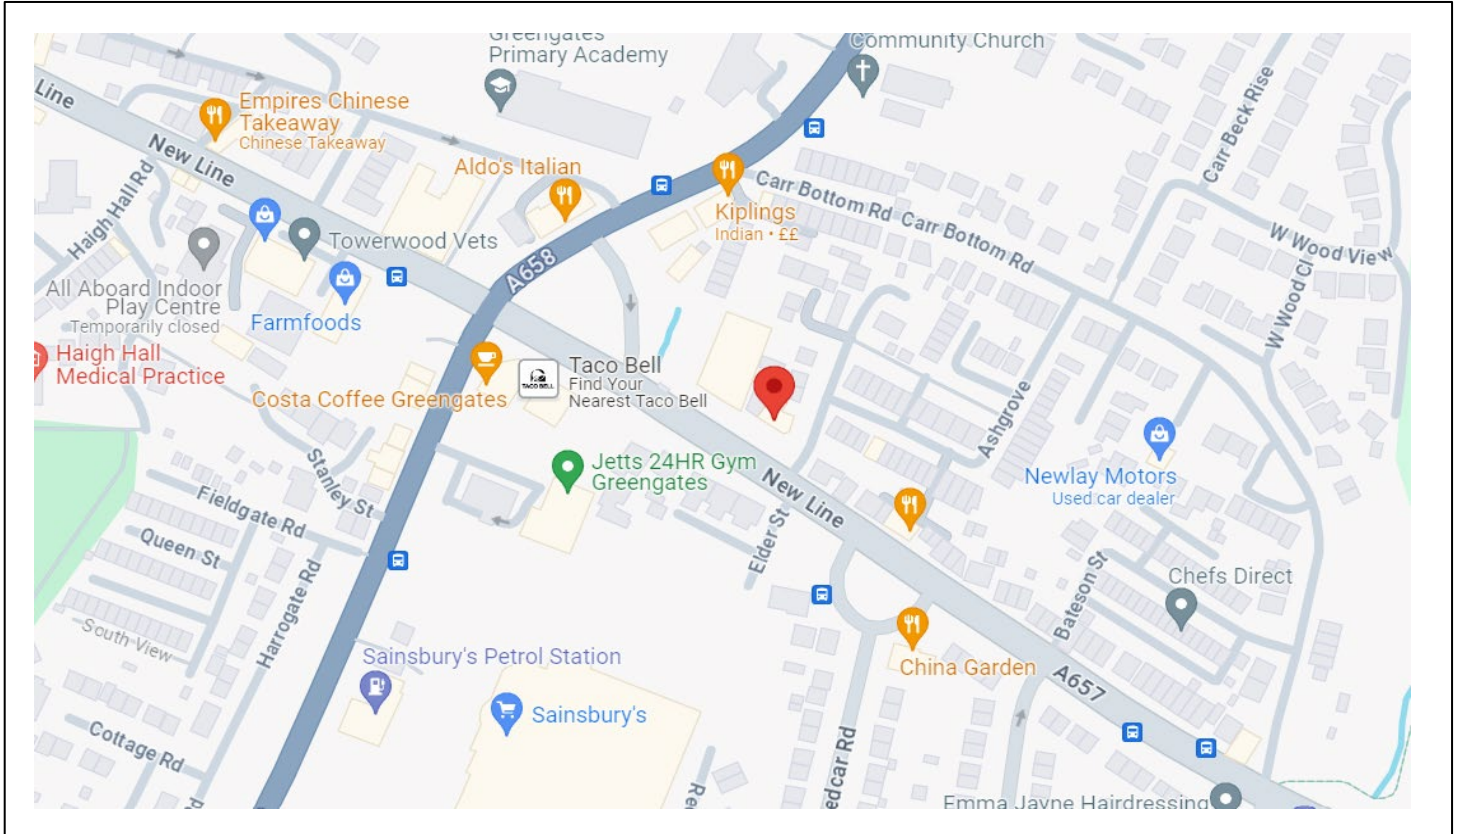 Greengates
Primary Academy
Community Church
Line
Empires Chinese
Takeaway
Chinese Takeaway
New Line
Haigh Hall Rd
Aldo's Italian
Carr Beck Rise
Kiplings
Indian • ££
Carr Bottom Rd
Carr Bottom Rd
W Wood View
W Wood Cl
Towerwood Vets
A658
All Aboard Indoor
Play Centre
Temporarily closed
Farmfoods
Haigh Hall
Medical Practice
Costa Coffee Greengates
TACO BELL
Taco Bell
Find Your
Nearest Taco Bell
Ashgrove
Jetts 24HR Gym
Greengates
New Line
Newlay Motors
Used car dealer
Stanley St
Fieldgate Rd
Queen St
Elder St
Harrogate Rd
South View
Bateson St
Chefs Direct
Sainsbury's Petrol Station
Sainsbury's
China Garden
A657
Cottage Rd
edcar Rd
Re
Emma Jayne Hairdressing